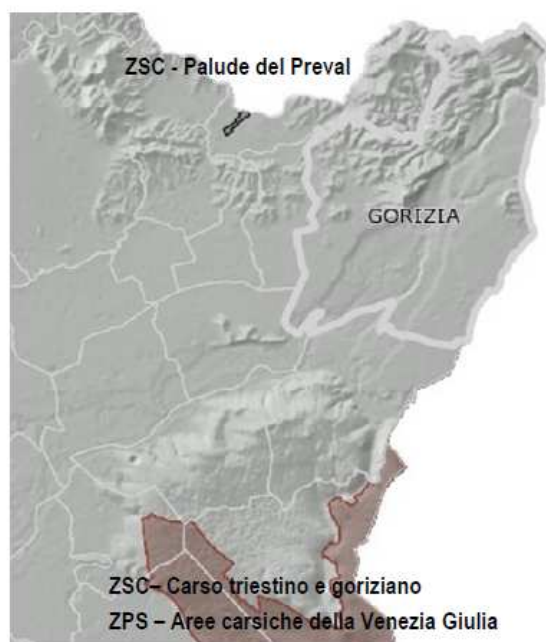 ZSC - Palude del Preval
GORIZIA
ZSC– Carso triestino e goriziano
ZPS – Aree carsiche della Venezia Giulia